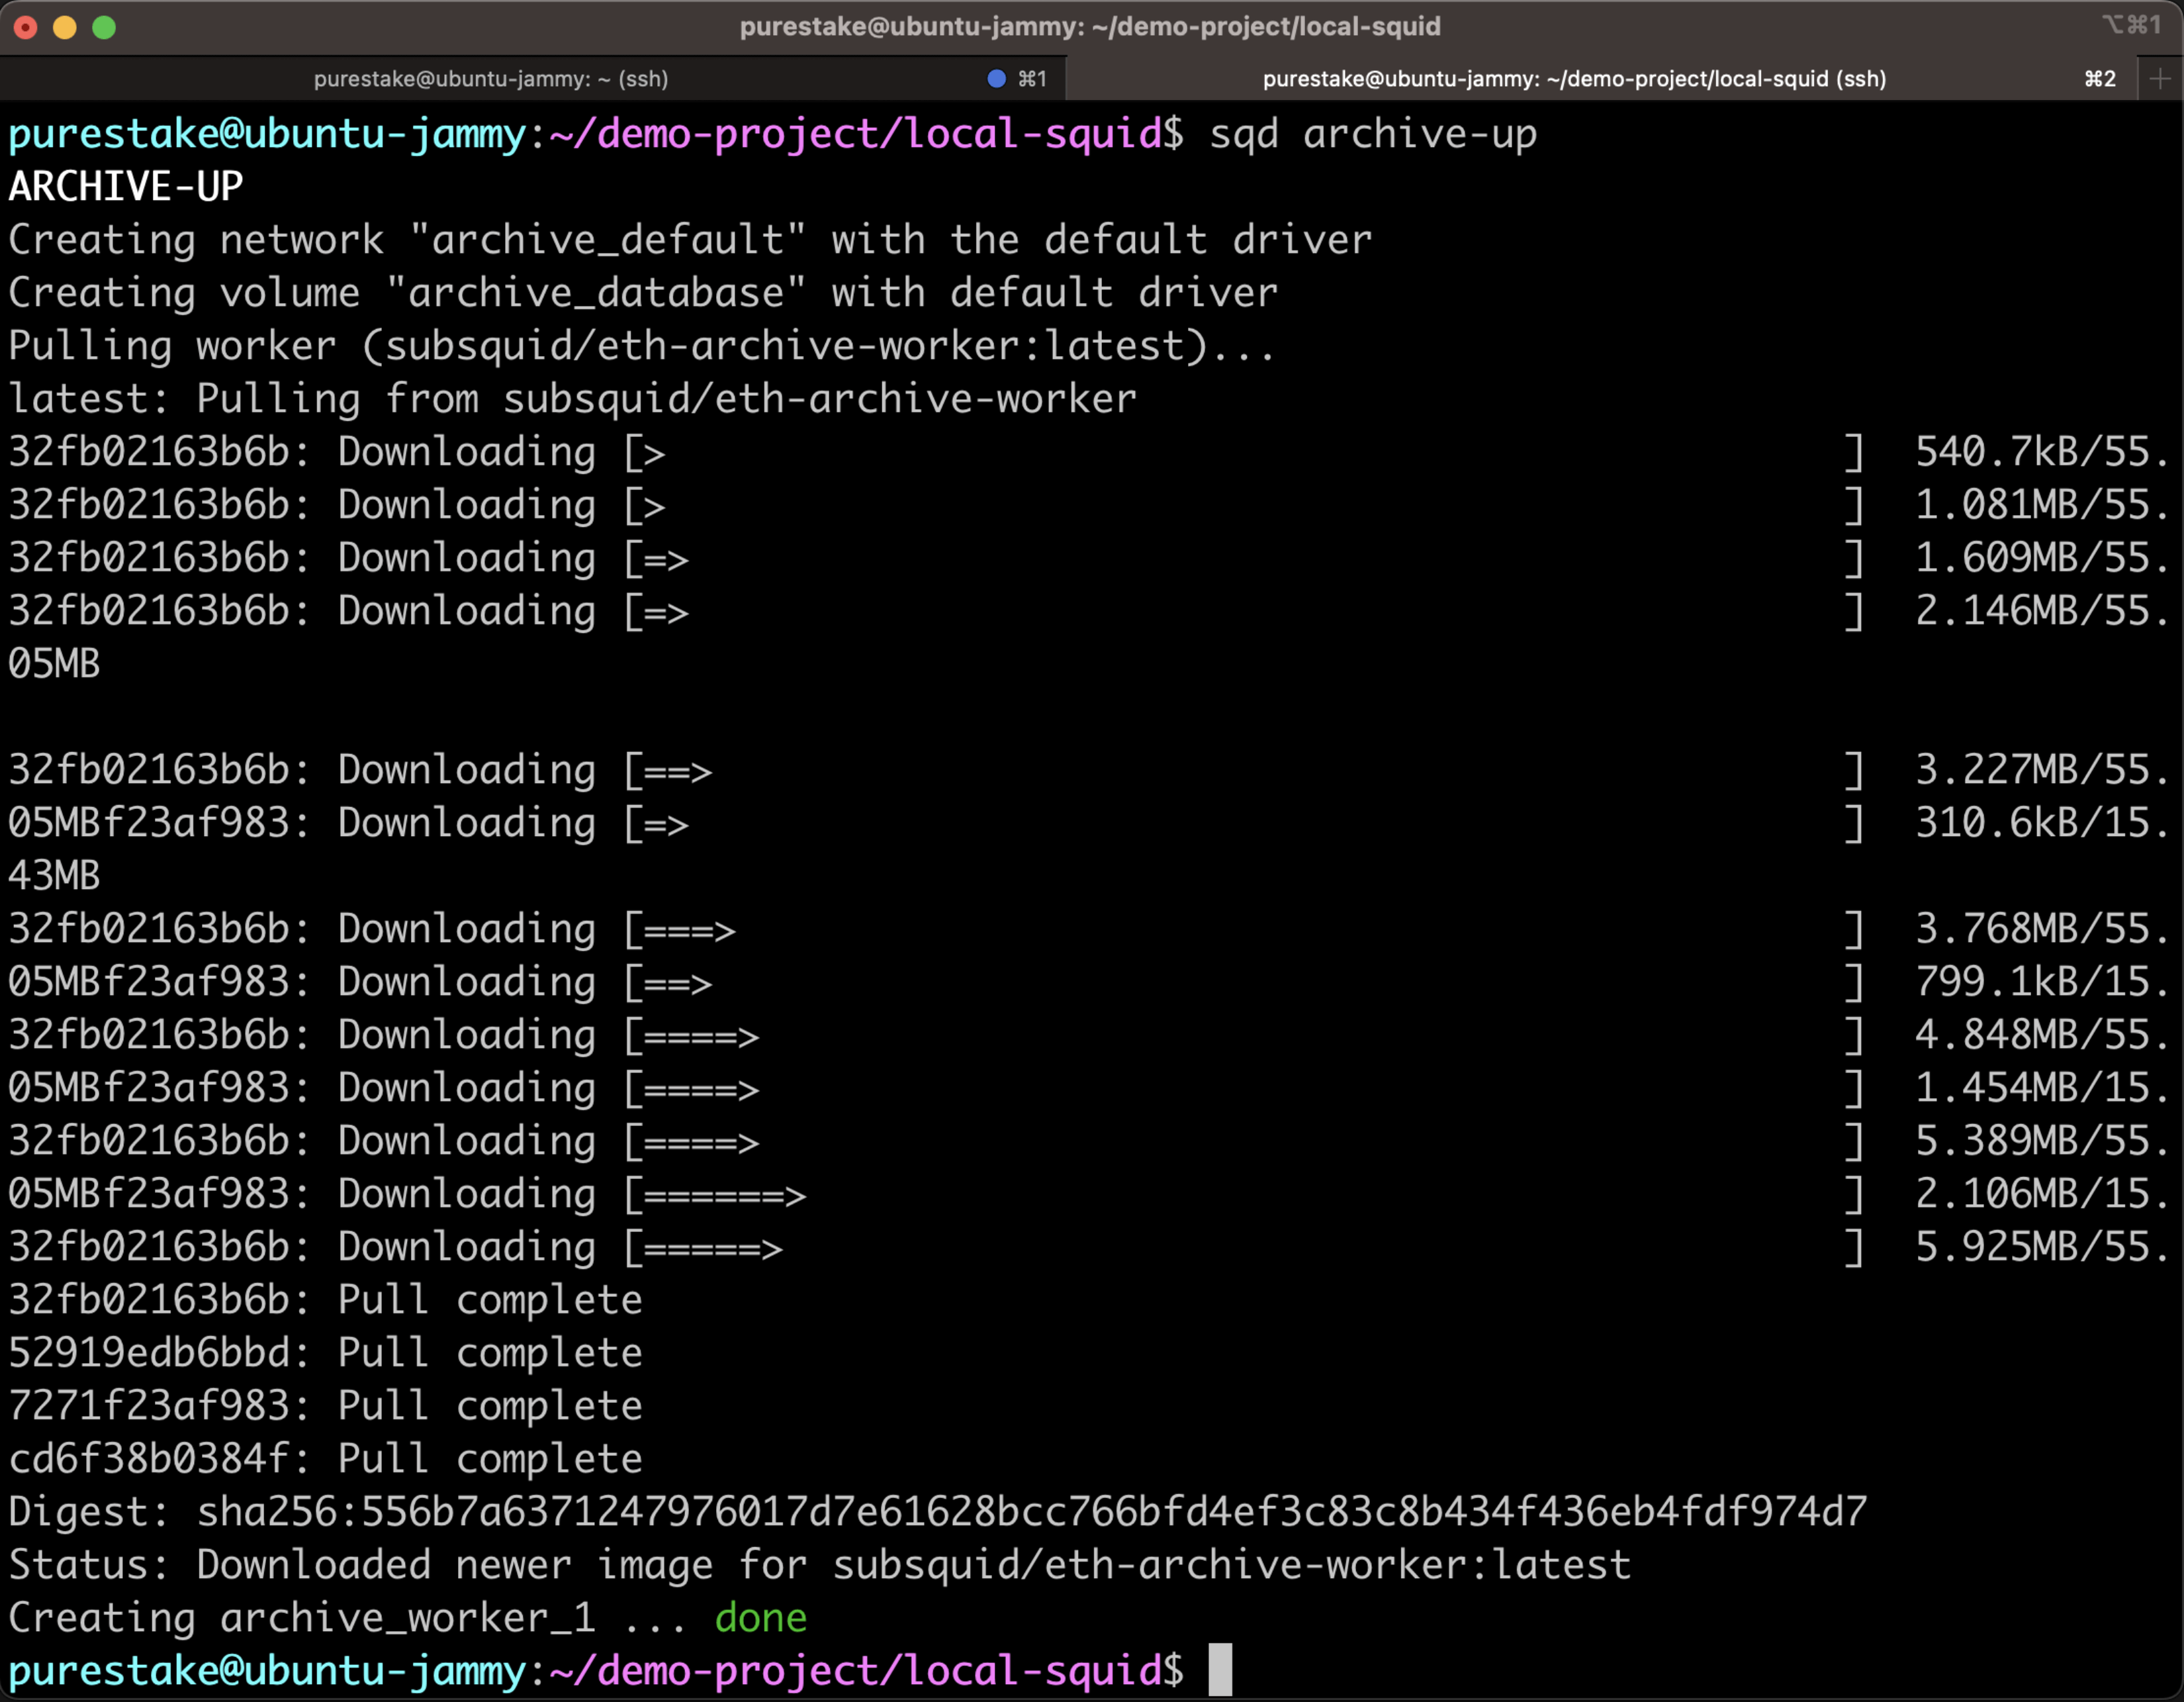 purestake@ubuntu-jammy: ~/demo-project/local-squid
⌥⌘1
purestake@ubuntu-jammy: ~ (ssh)
⌘1
purestake@ubuntu-jammy: ~/demo-project/local-squid (ssh)
⌘2
purestake@ubuntu-jammy:~/demo-project/local-squid$ sqd archive-up
ARCHIVE-UP
Creating network "archive_default" with the default driver
Creating volume "archive_database" with default driver
Pulling worker (subsquid/eth-archive-worker:latest)...
latest: Pulling from subsquid/eth-archive-worker
32fb02163b6b: Downloading [> ] 540.7kB/55.
32fb02163b6b: Downloading [> ] 1.081MB/55.
32fb02163b6b: Downloading [=> ] 1.609MB/55.
32fb02163b6b: Downloading [=> ] 2.146MB/55.
05MB
32fb02163b6b: Downloading [==> ] 3.227MB/55.
05MBf23af983: Downloading [=> ] 310.6kB/15.
43MB
32fb02163b6b: Downloading [===> ] 3.768MB/55.
05MBf23af983: Downloading [==> ] 799.1kB/15.
32fb02163b6b: Downloading [====> ] 4.848MB/55.
05MBf23af983: Downloading [====> ] 1.454MB/15.
32fb02163b6b: Downloading [====> ] 5.389MB/55.
05MBf23af983: Downloading [======> ] 2.106MB/15.
32fb02163b6b: Downloading [=====> ] 5.925MB/55.
32fb02163b6b: Pull complete
52919edb6bbd: Pull complete
7271f23af983: Pull complete
cd6f38b0384f: Pull complete
Digest: sha256:556b7a6371247976017d7e61628bcc766bfd4ef3c83c8b434f436eb4fdf974d7
Status: Downloaded newer image for subsquid/eth-archive-worker:latest
Creating archive_worker_1 ... done
purestake@ubuntu-jammy:~/demo-project/local-squid$